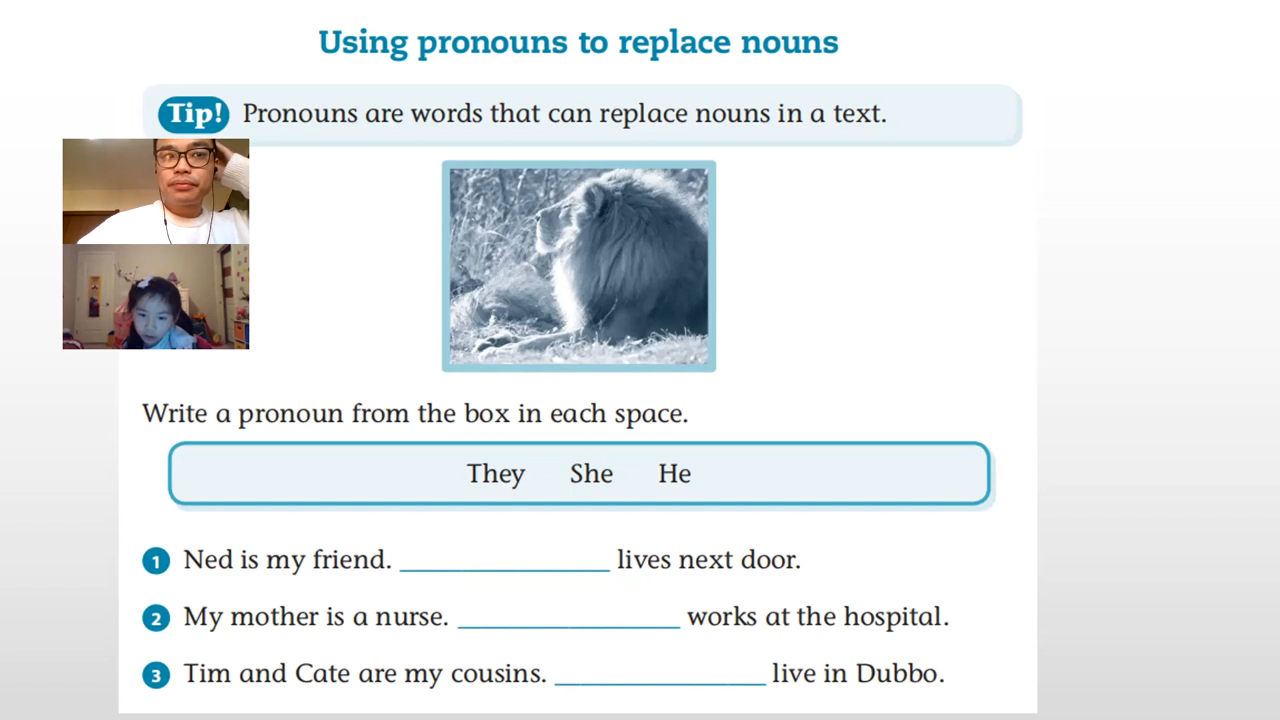 Using pronouns to replace nouns
Tip! Pronouns are words that can replace nouns in a text.
Write a pronoun from the box in each space.
They She He
1 Ned is my friend. _______________ lives next door.
2 My mother is a nurse. ________________ works at the hospital.
3 Tim and Cate are my cousins. _______________ live in Dubbo.